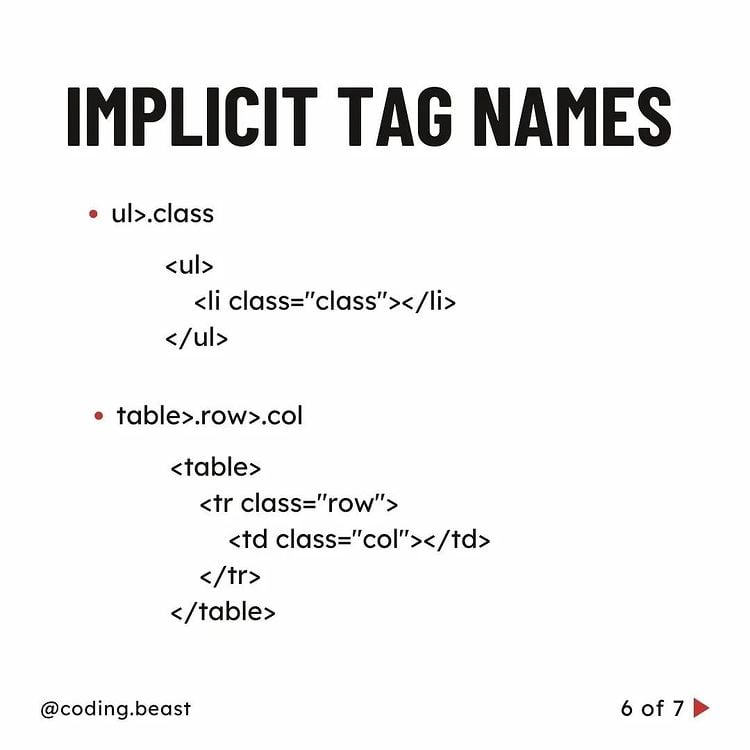 IMPLICIT TAG NAMES
• ul>.class
<ul>
<li class="class"></li>
</ul>
• table>.row>.col
<table>
<tr class="row">
<td class="col"></td>
</tr>
</table>
@coding.beast
6 of 7